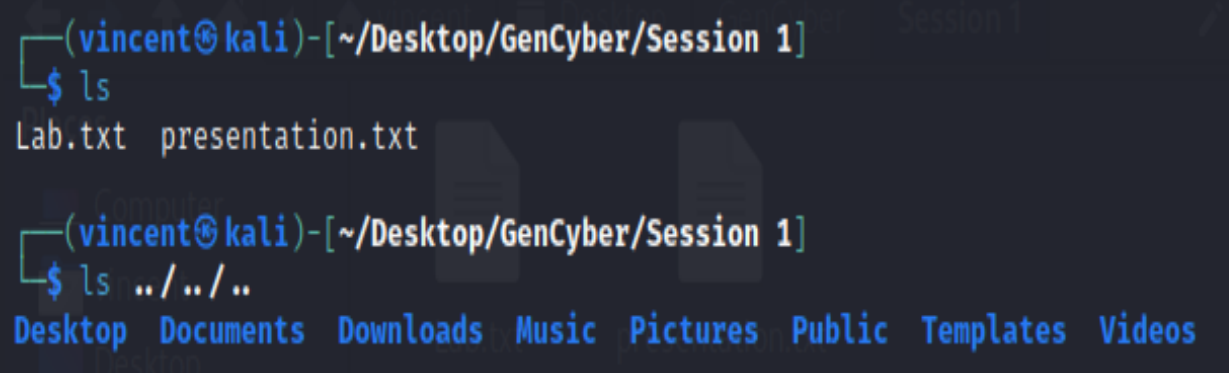 ┌──(vincent㉿kali)-[~/Desktop/GenCyber/Session 1]
└─$ ls
Lab.txt presentation.txt
┌──(vincent㉿kali)-[~/Desktop/GenCyber/Session 1]
└─$ ls ../../..
Desktop Documents Downloads Music Pictures Public Templates Videos